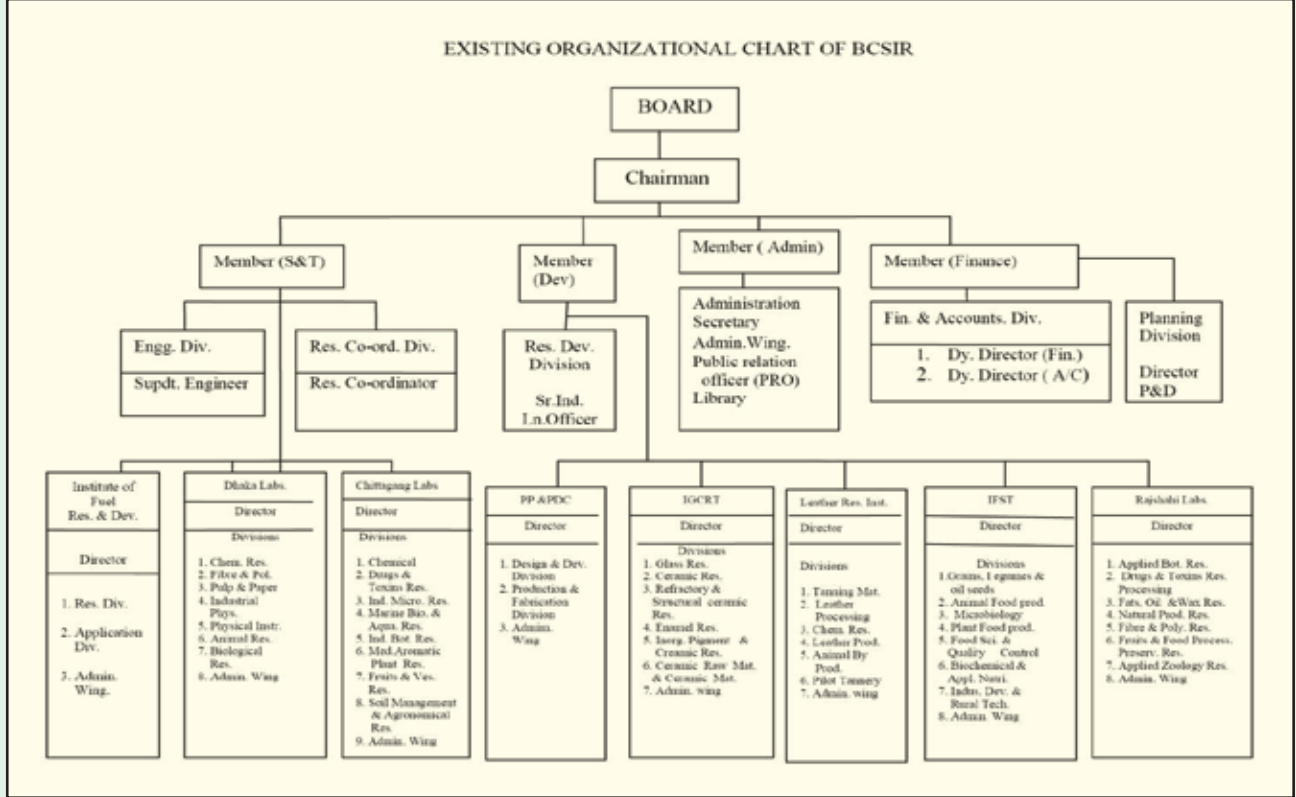 EXISTING ORGANIZATIONAL CHART OF BCSIR
BOARD
Chairman
Member (S&T)
Member
(Dev)
Member ( Admin)
Member (Finance)
Engg. Div.
Supdt. Engineer
Res. Co-ord. Div.
Res. Co-ordinator
Res. Dev.
Division
Sr.Ind.
Ln.Officer
Administration
Secretary
Admin.Wing.
Public relation
officer (PRO)
Library
Fin. & Accounts. Div.
1. Dy. Director (Fin.)
2. Dy. Director ( A/C)
Planning
Division
Director
P&D
Institute of
Fuel
Res. & Dev.
Director
1. Res. Div.
2. Application
Div.
3. Admin.
Wing.
Dhaka Labs.
Director
Divisions
1. Chem. Res.
2. Fibre & Pol.
3. Pulp & Paper
4. Industrial
Phys.
5. Physical Instr.
6. Animal Res.
7. Biological
Res.
8. Admin. Wing
Chittagang Labs
Director
Divisions
1. Chemical
2. Drugs &
Toxins Res.
3. Ind. Micro. Res.
4. Marine Bio. &
Aqua. Res.
5. Ind. Bot. Res.
6. Med.Aromatic
Plant Res.
7. Fruits & Ves.
Res.
8. Soil Management
& Agronomical
Res.
9. Admin. Wing
PP &PDC
Director
1. Design & Dev.
Division
2. Production &
Fabrication
Division
3. Admin.
Wing
IGCRT
Director
Divisions
1. Glass Res.
2. Ceramic Res.
3. Refractory &
Structural ceramic
Res.
4. Enamel Res.
5. Inorg. Pigment &
Ceramic Res.
6. Ceramic Raw Mat.
& Ceramic Mat.
7. Admin. wing
Leather Res. Inst.
Director
Divisions
1. Tanning Mat.
2. Leather
Processing
3. Chem. Res.
4. Leather Prod.
5. Animal By
Prod.
6. Pilot Tannery
7. Admin. wing
IFST
Director
Divisions
1.Grains, Legumes &
oil seeds
2. Animal Food prod.
3. Microbiology
4. Plant Food prod.
5. Food Sci. &
Quality Control
6. Biochemical &
Appl. Nutri.
7. Indus. Dev. &
Rural Tech.
8. Admn. Wing
Rajshahi Labs.
Director
1. Applied Bot. Res.
2. Drugs & Toxins Res.
Processing
3. Fats. Oil &Wax Res.
4. Natural Prod. Res.
5. Fibre & Poly. Res.
6. Fruits & Food Process.
Preserv. Res.
7. Applied Zoology Res.
8. Admin. Wing